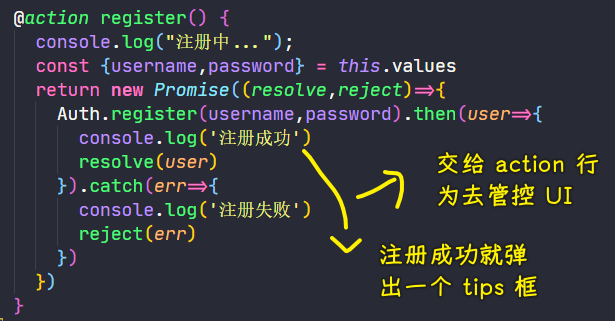 @action register() {
console.log("注册中...");
const {username,password} = this.values
return new Promise((resolve,reject)=>{
Auth.register(username,password).then(user=>{
console.log('注册成功')
resolve(user)
}).catch(err=>{
console.log('注册失败')
reject(err)
})
})
}
交给 action 行
为去管控 UI
注册成功就弹
出一个 tips 框